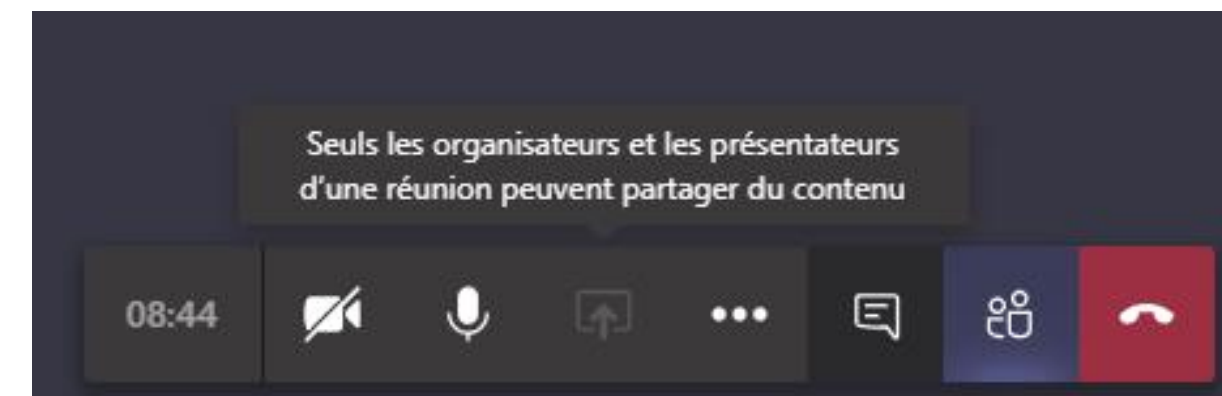 Seuls les organisateurs et les présentateurs
d'une réunion peuvent partager du contenu
08:44